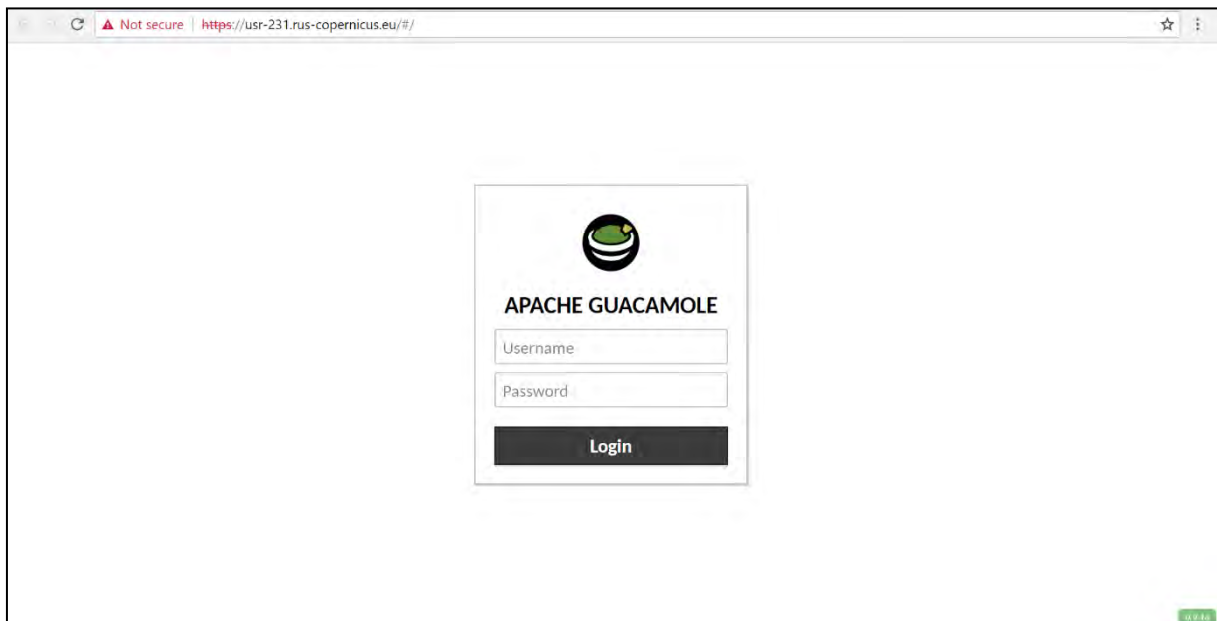 Not secure | https://usr-231.rus-copernicus.eu/#/
APACHE GUACAMOLE
Username
Password
Login